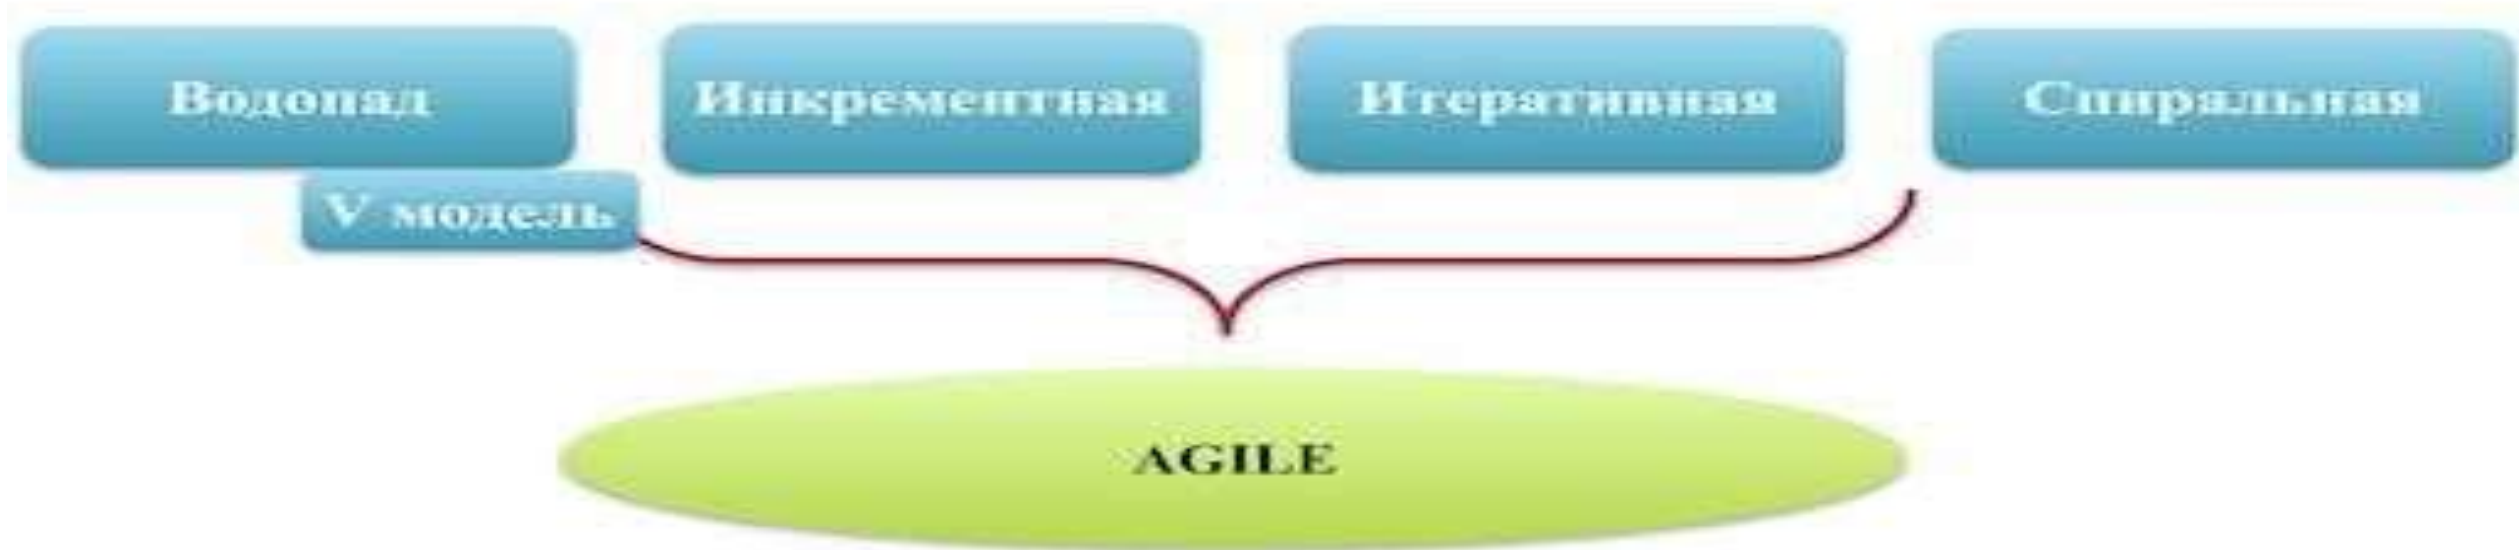 Водопад
Инкрементная
Итеративная
Спиральная
V модель
AGILE